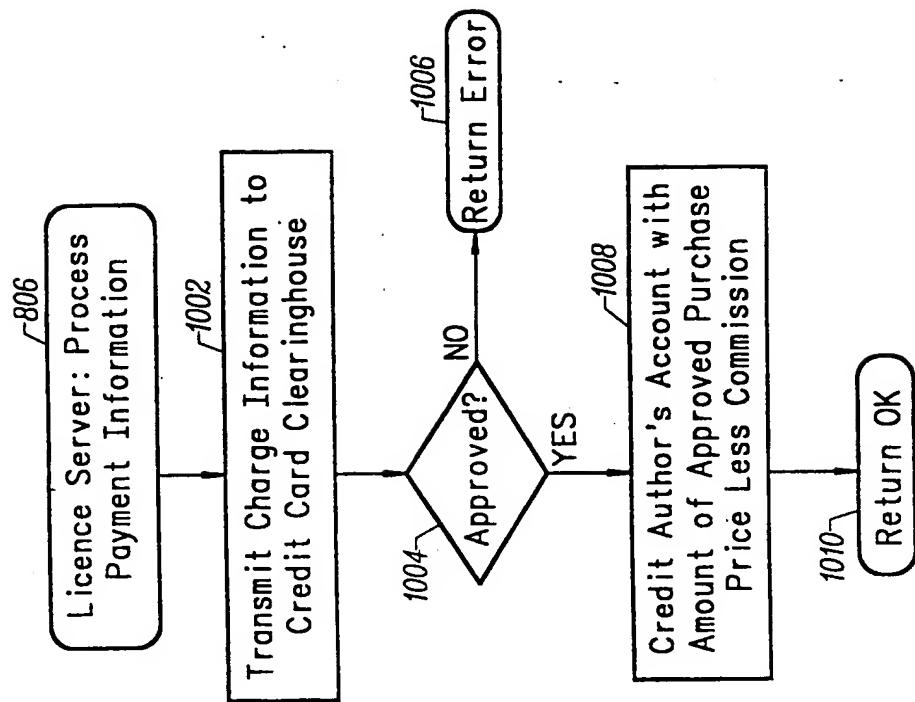 806
Licence Server: Process
Payment Information
1002
Transmit Charge Information to
Credit Card Clearinghouse
1004
Approved?
NO
1006
Return Error
YES
1008
Credit Author's Account with
Amount of Approved Purchase
Price Less Commission
1010
Return OK